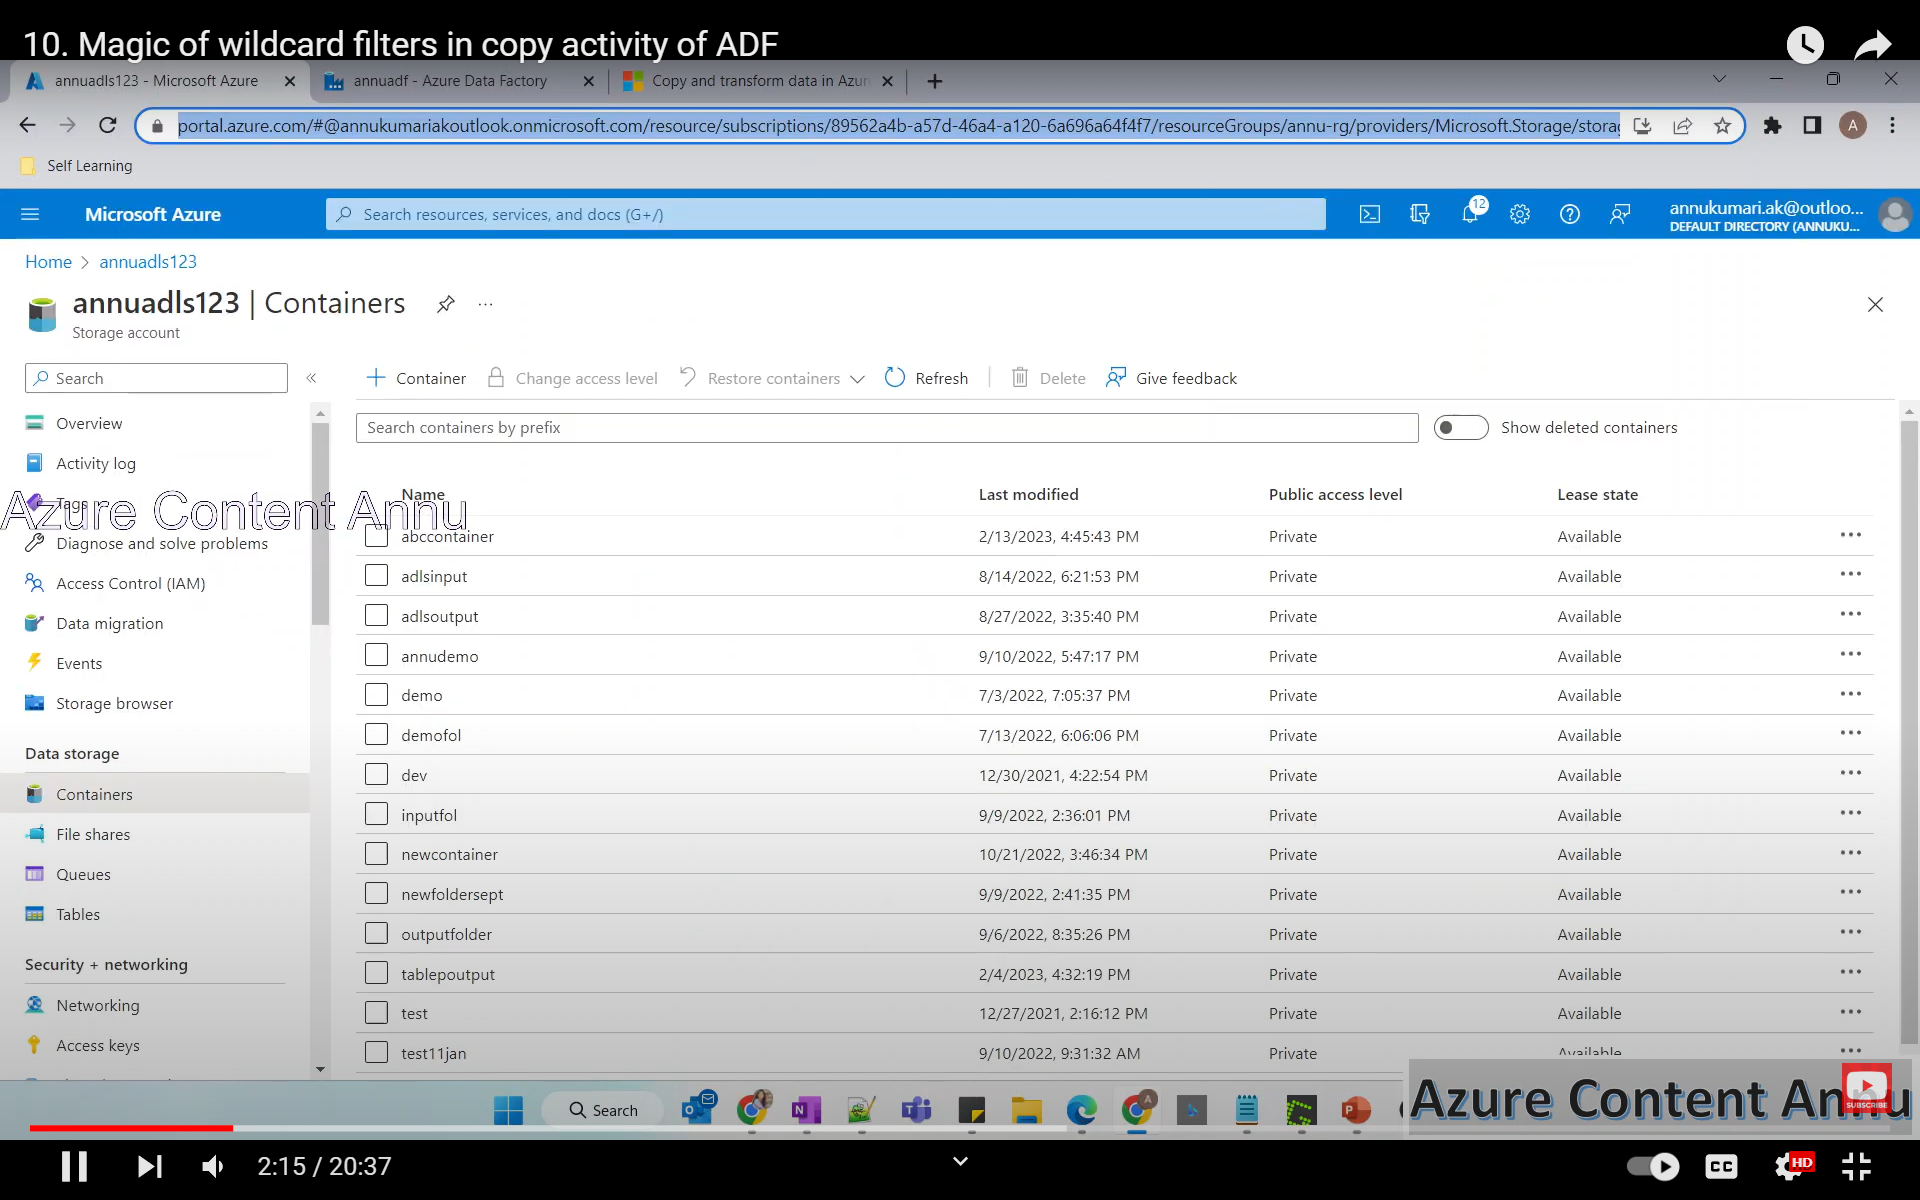 10. Magic of wildcard filters in copy activity of ADF
annuadls123 - Microsoft Azure
annuadf - Azure Data Factory
Copy and transform data in Azur
portal.azure.com/#@annukumariakoutlook.onmicrosoft.com/resource/subscriptions/89562a4b-a57d-46a4-a120-6a696a64f4f7/resourceGroups/annu-rg/providers/Microsoft.Storage/storag
A
Self Learning
Microsoft Azure
Search resources, services, and docs (G+/)
12
annukumari.ak@outloo...
DEFAULT DIRECTORY (ANNUKU...
Home > annuadls123
annuadls123 | Containers
Storage account
Search
Container
Change access level
Restore containers
Refresh
Delete
Give feedback
Overview
Search containers by prefix
Show deleted containers
Activity log
Tags
Azure Content Annu
Name Last modified Public access level Lease state
Diagnose and solve problems
abccontainer 2/13/2023, 4:45:43 PM Private Available
Access Control (IAM)
adlsinput 8/14/2022, 6:21:53 PM Private Available
Data migration
adlsoutput 8/27/2022, 3:35:40 PM Private Available
Events
annudemo 9/10/2022, 5:47:17 PM Private Available
Storage browser
demo 7/3/2022, 7:05:37 PM Private Available
Data storage
demofol 7/13/2022, 6:06:06 PM Private Available
Containers
dev 12/30/2021, 4:22:54 PM Private Available
File shares
inputfol 9/9/2022, 2:36:01 PM Private Available
Queues
newcontainer 10/21/2022, 3:46:34 PM Private Available
Tables
newfoldersept 9/9/2022, 2:41:35 PM Private Available
Security + networking
outputfolder 9/6/2022, 8:35:26 PM Private Available
Networking
tablepoutput 2/4/2023, 4:32:19 PM Private Available
Access keys
test 12/27/2021, 2:16:12 PM Private Available
test11jan 9/10/2022, 9:31:32 AM Private Available
Search
Azure Content Annu
SUBSCRIBE
2:15 / 20:37
CC
HD